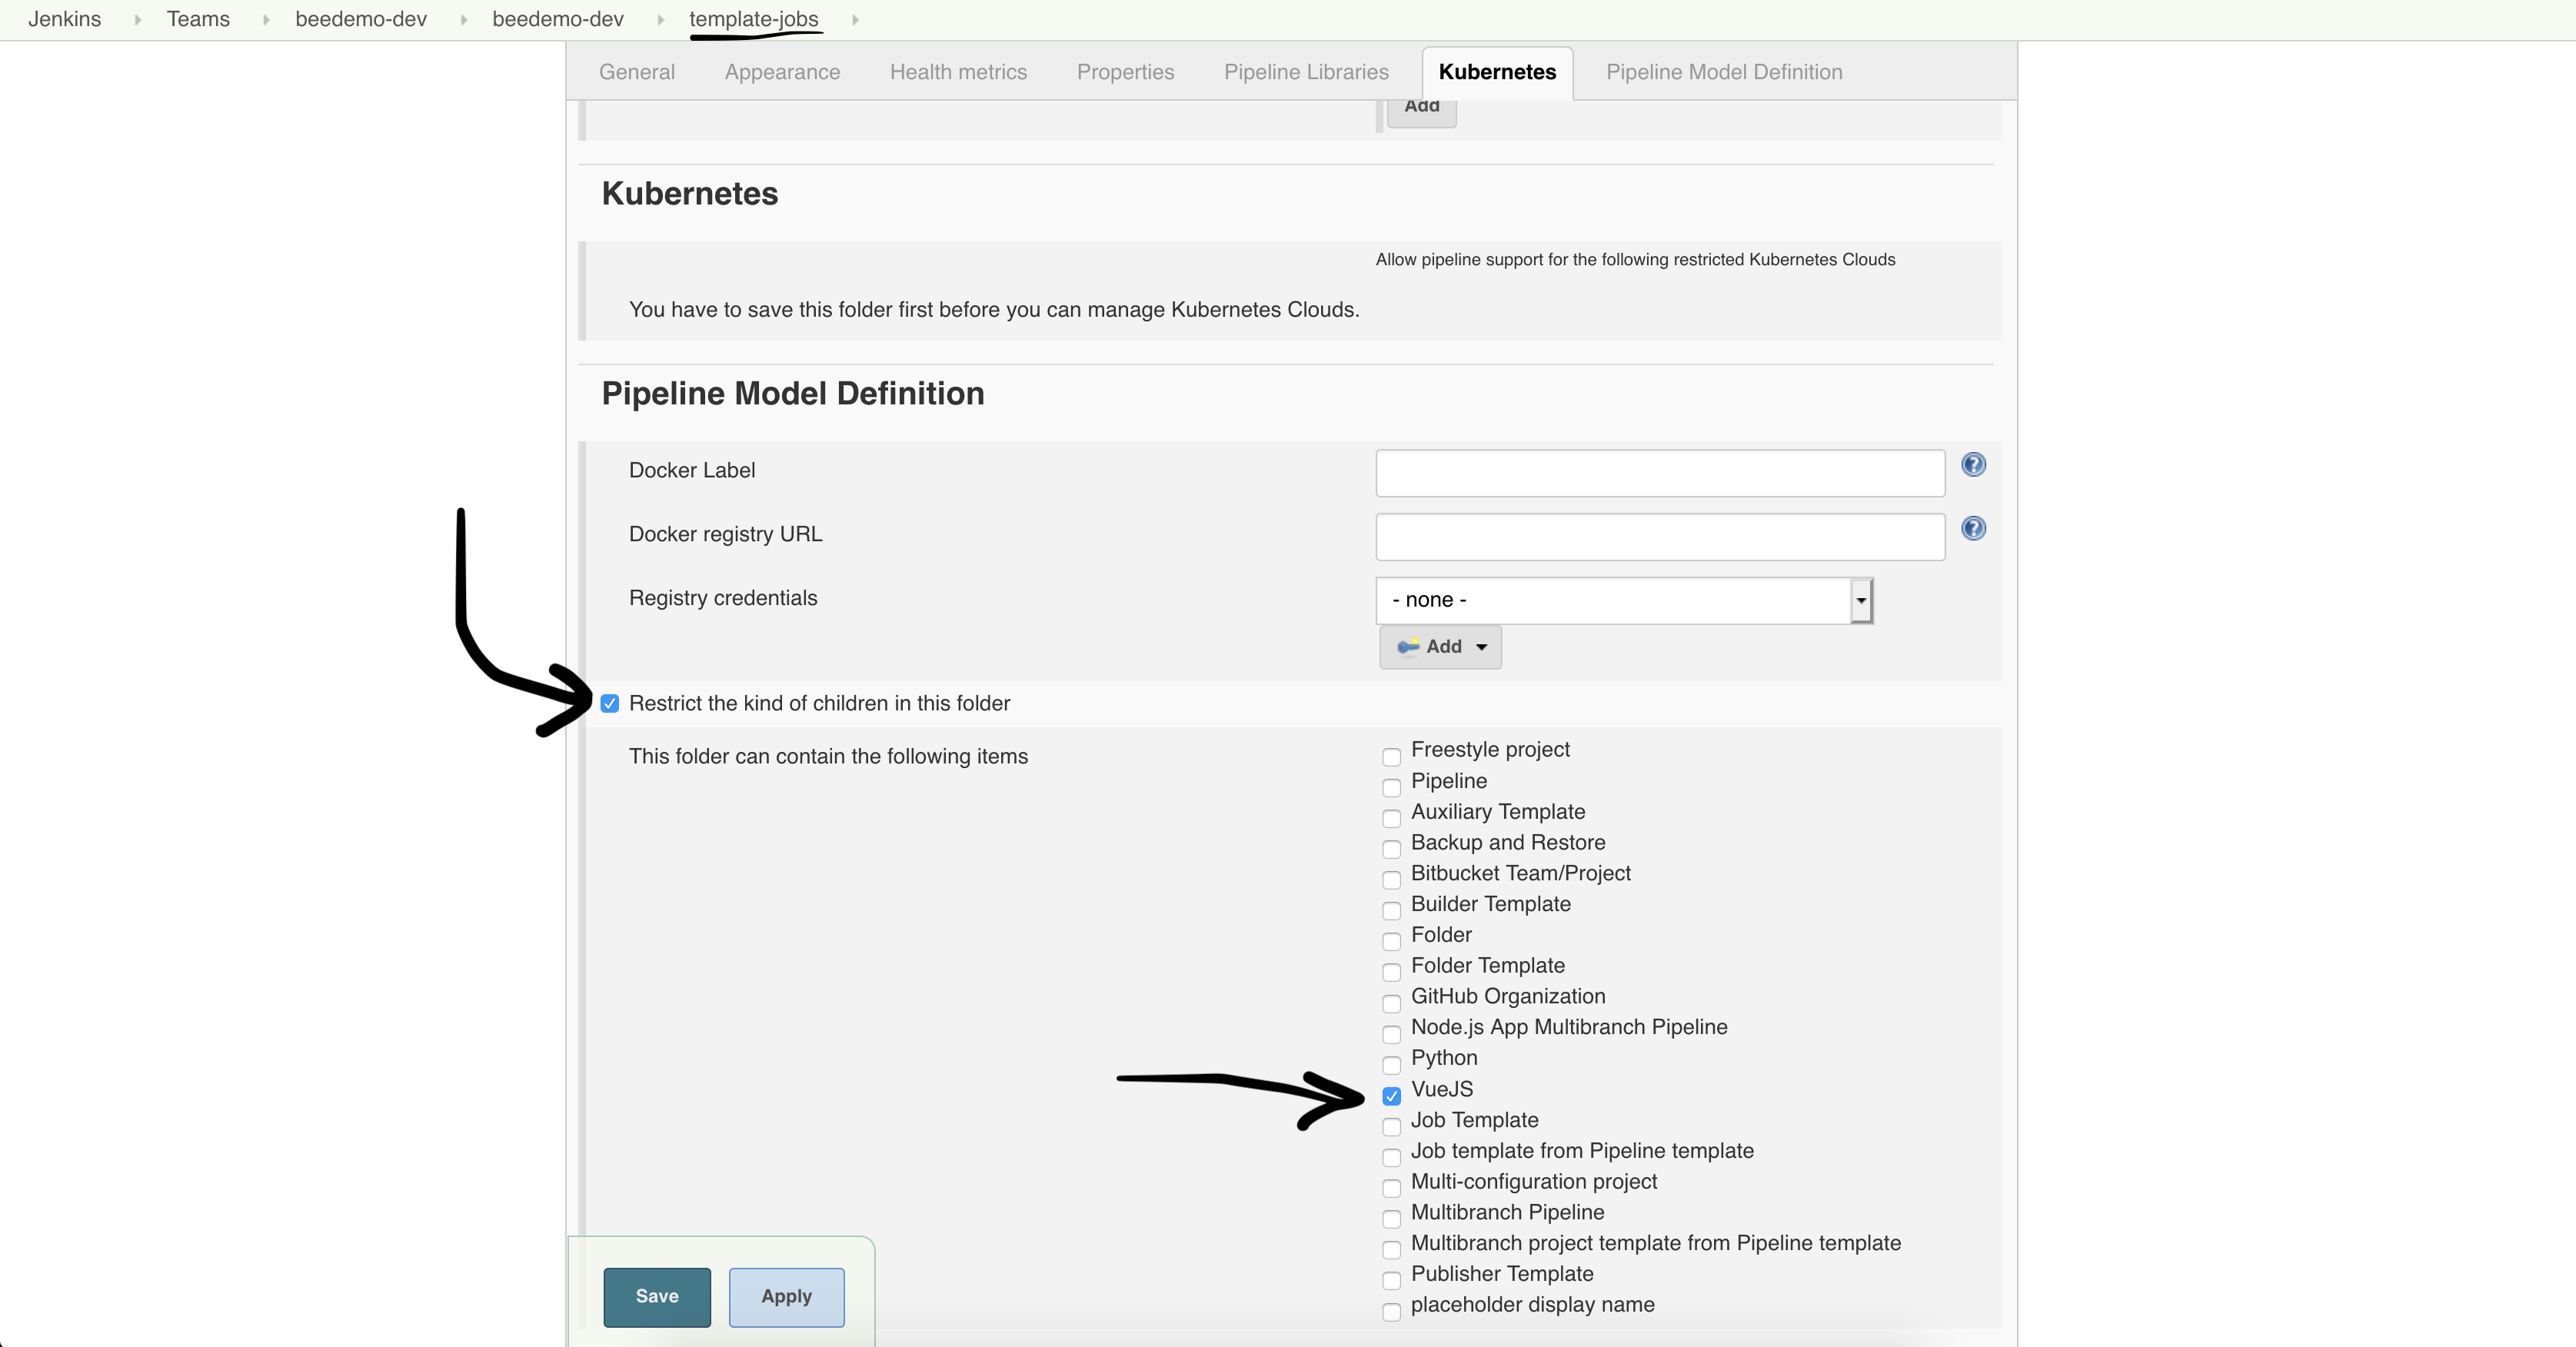 Jenkins Teams beedemo-dev beedemo-dev template-jobs
General Appearance Health metrics Properties Pipeline Libraries Kubernetes Pipeline Model Definition
Add
Kubernetes
Allow pipeline support for the following restricted Kubernetes Clouds
You have to save this folder first before you can manage Kubernetes Clouds.
Pipeline Model Definition
Docker Label
Docker registry URL
Registry credentials
- none -
Add
Restrict the kind of children in this folder
This folder can contain the following items
Freestyle project
Pipeline
Auxiliary Template
Backup and Restore
Bitbucket Team/Project
Builder Template
Folder
Folder Template
GitHub Organization
Node.js App Multibranch Pipeline
Python
VueJS
Job Template
Job template from Pipeline template
Multi-configuration project
Multibranch Pipeline
Multibranch project template from Pipeline template
Publisher Template
placeholder display name
Save Apply